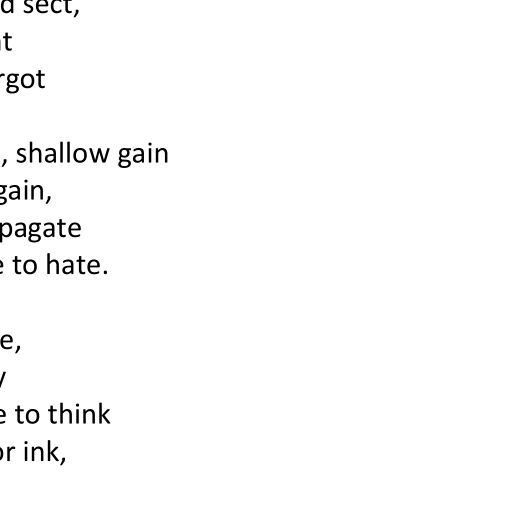 d sect,
t
rgot
, shallow gain
gain,
pagate
e to hate.
e,
y
e to think
or ink,